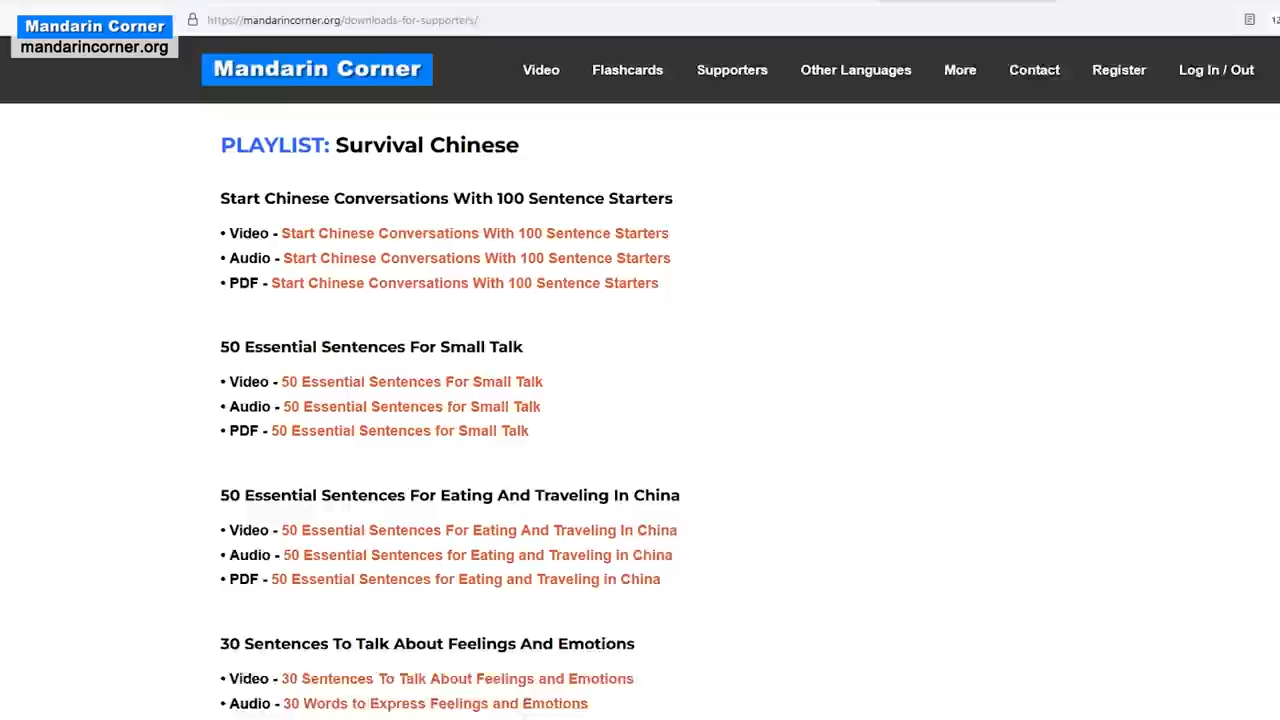 Mandarin Corner
mandarincorner.org
https://mandarincorner.org/downloads-for-supporters/
Mandarin Corner
Video
Flashcards
Supporters
Other Languages
More
Contact
Register
Log In / Out
PLAYLIST: Survival Chinese
Start Chinese Conversations With 100 Sentence Starters
• Video - Start Chinese Conversations With 100 Sentence Starters
• Audio - Start Chinese Conversations With 100 Sentence Starters
• PDF - Start Chinese Conversations With 100 Sentence Starters
50 Essential Sentences For Small Talk
• Video - 50 Essential Sentences For Small Talk
• Audio - 50 Essential Sentences for Small Talk
• PDF - 50 Essential Sentences for Small Talk
50 Essential Sentences For Eating And Traveling In China
• Video - 50 Essential Sentences For Eating And Traveling In China
• Audio - 50 Essential Sentences for Eating and Traveling in China
• PDF - 50 Essential Sentences for Eating and Traveling in China
30 Sentences To Talk About Feelings And Emotions
• Video - 30 Sentences To Talk About Feelings and Emotions
• Audio - 30 Words to Express Feelings and Emotions